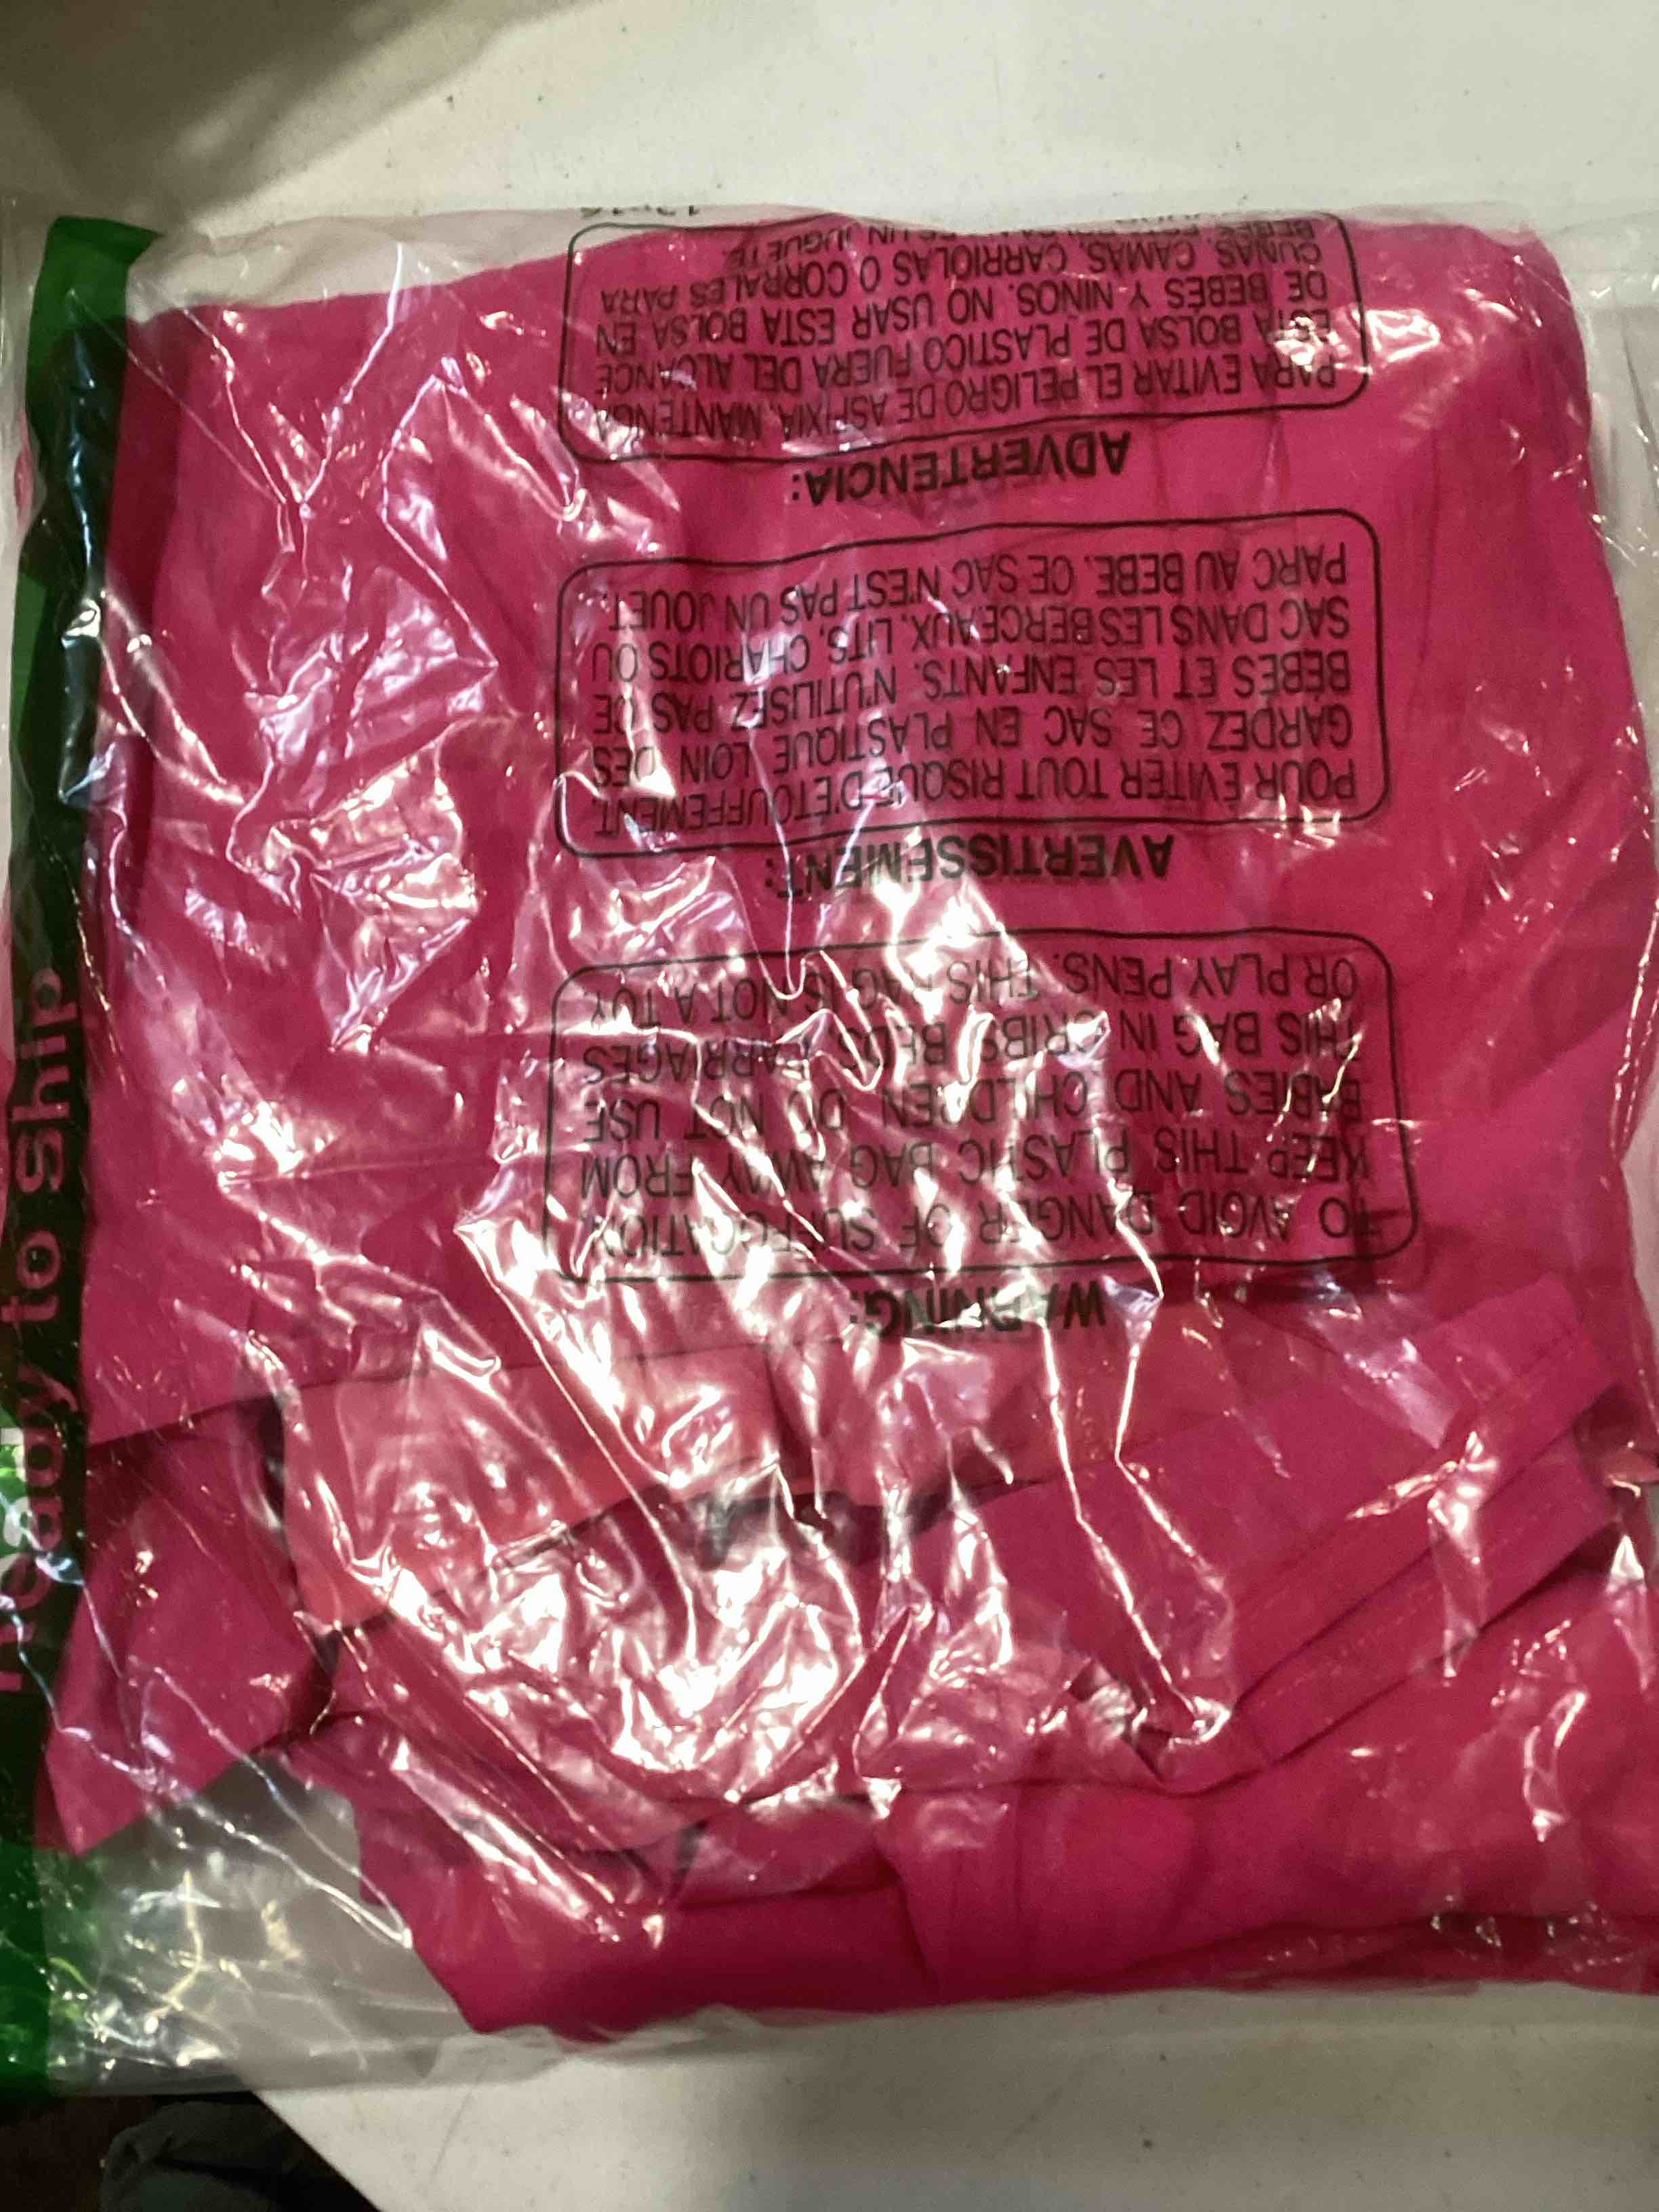 WARNING:
TO AVOID DANGER OF SUFFOCATION,
KEEP THIS PLASTIC BAG AWAY FROM
BABIES AND CHILDREN. DO NOT USE
THIS BAG IN CRIBS, BEDS, CARRIAGES
OR PLAY PENS. THIS BAG IS NOT A TOY
AVERTISSEMENT:
POUR EVITER TOUT RISQUE D'ETOUFFEMENT,
GARDEZ CE SAC EN PLASTIQUE LOIN DES
BEBES ET LES ENFANTS. N'UTILISEZ PAS CE
SAC DANS LES BERCEAUX, LITS, CHARIOTS OU
PARC AU BEBE. CE SAC N'EST PAS UN JOUET.
ADVERTENCIA:
PARA EVITAR EL PELIGRO DE ASFIXIA, MANTENGA
ESTA BOLSA DE PLASTICO FUERA DEL ALCANCE
DE BEBES Y NINOS. NO USAR ESTA BOLSA EN
CUNAS, CAMAS, CARRIOLAS O CORRALES PARA
BEBES. UN JUGUETE.
ready to Ship